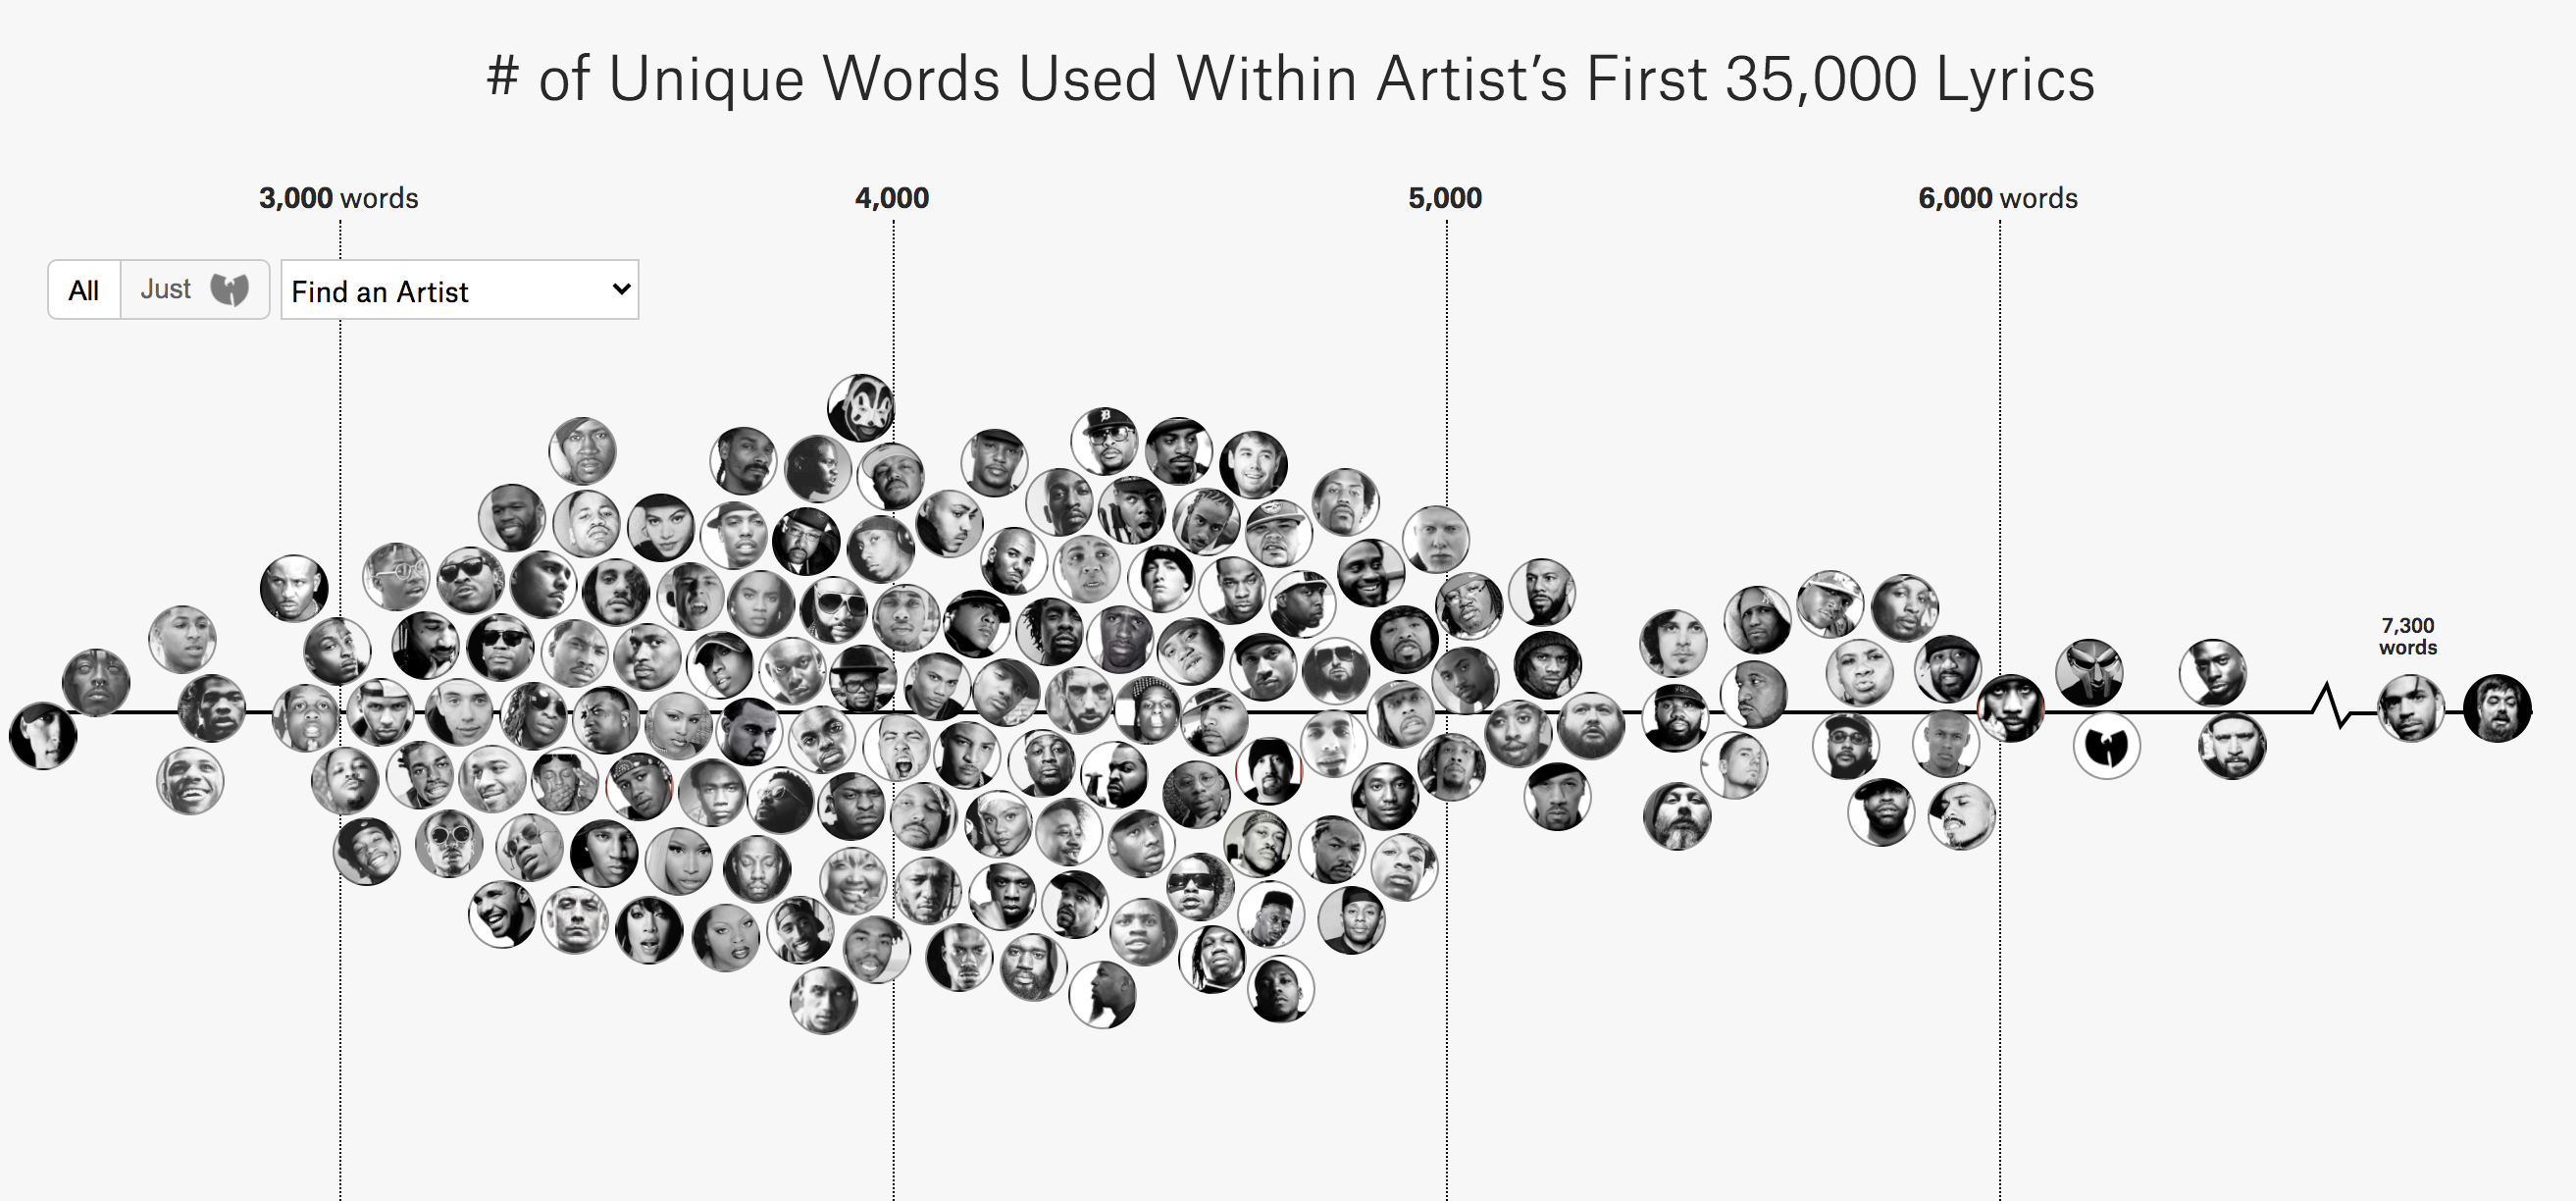 # of Unique Words Used Within Artist’s First 35,000 Lyrics
3,000 words 4,000 5,000 6,000 words
All Just Find an Artist
7,300
words